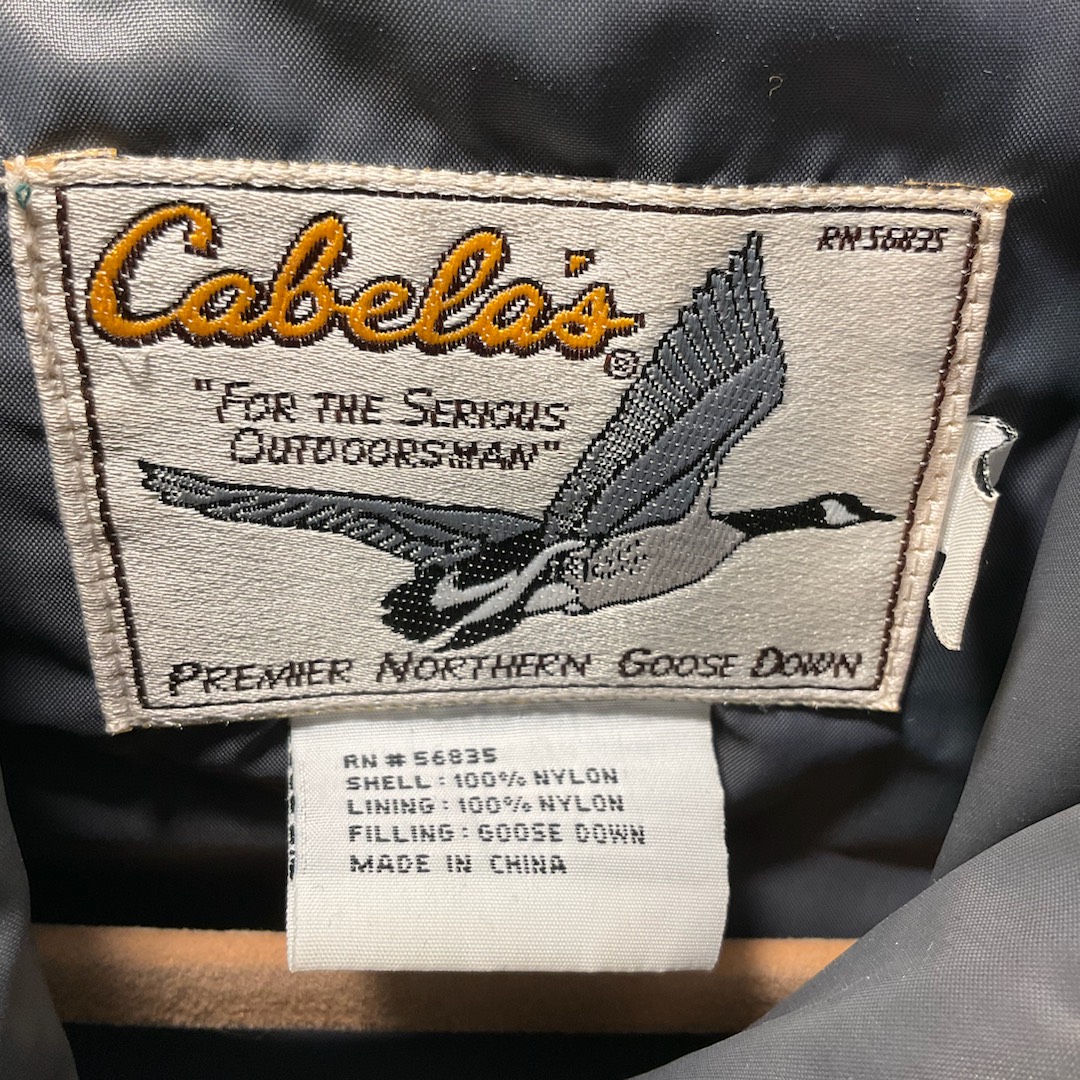 Cabela's®
RN 56835
"FOR THE SERIOUS
OUTDOORSMAN"
PREMIER NORTHERN GOOSE DOWN
RN # 56835
SHELL : 100% NYLON
LINING : 100% NYLON
FILLING : GOOSE DOWN
MADE IN CHINA